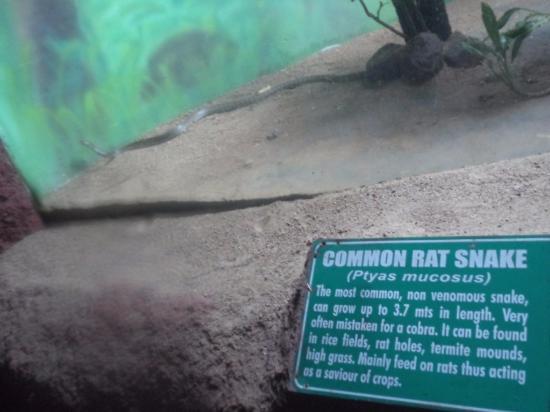 COMMON RAT SNAKE
(Ptyas mucosus)
The most common, non venomous snake,
can grow up to 3.7 mts in length. Very
often mistaken for a cobra. It can be found
in rice fields, rat holes, termite mounds,
high grass. Mainly feed on rats thus acting
as a saviour of crops.